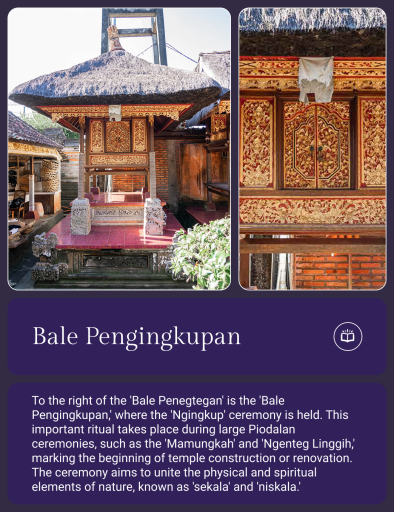 Bale Pengingkupan
To the right of the 'Bale Penegtegan' is the 'Bale
Pengingkupan,' where the 'Ngingkup' ceremony is held. This
important ritual takes place during large Piodalan
ceremonies, such as the 'Mamungkah' and 'Ngenteg Linggih,'
marking the beginning of temple construction or renovation.
The ceremony aims to unite the physical and spiritual
elements of nature, known as 'sekala' and 'niskala.'